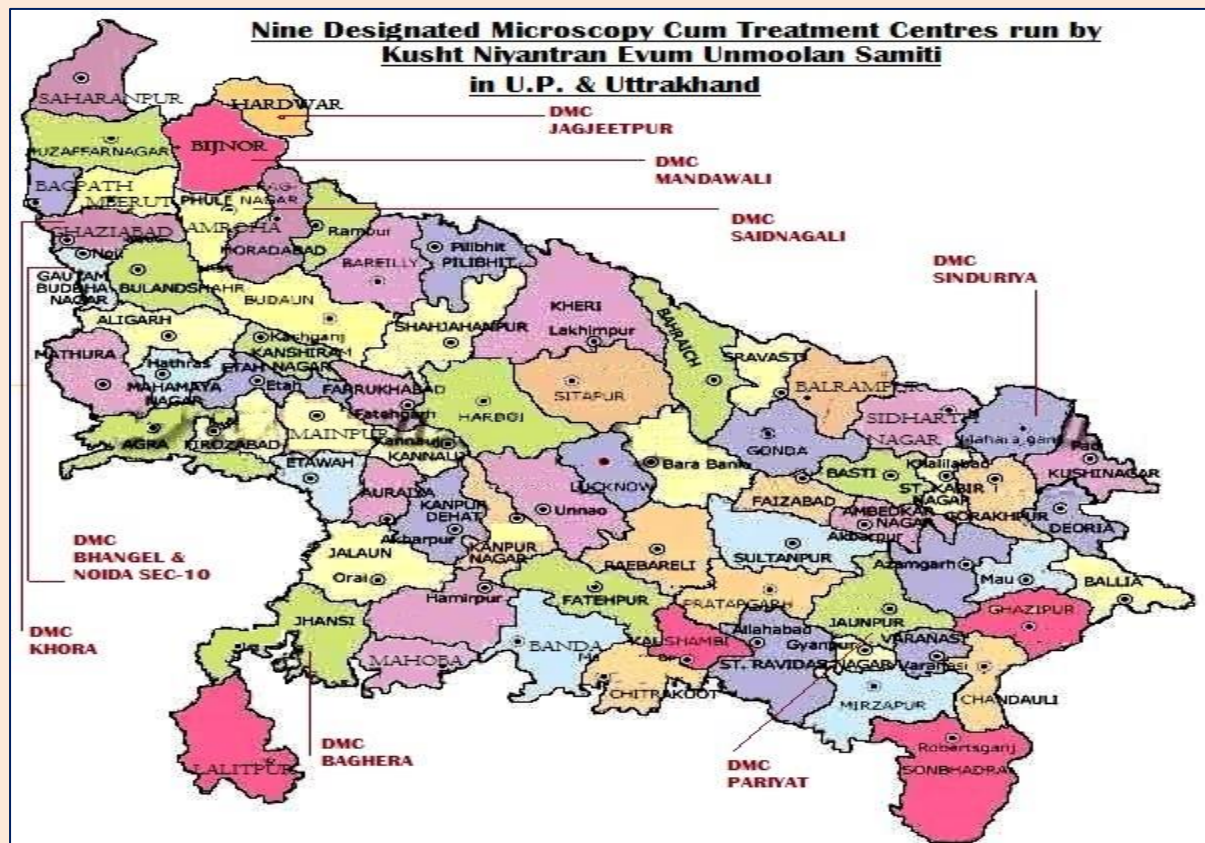 Nine Designated Microscopy Cum Treatment Centres run by
Kusht Niyantran Evum Unmoolan Samiti
in U.P. & Uttrakhand
SAHARANPUR
HARDWAR
DMC
JAGJEETPUR
MUZAFFARNAGAR
BIJNOR
DMC
MANDAWALI
BAGPATH
MEERUT
NAGAR
AMROHA
DMC
SAIDNAGALI
GHAZIABAD
MORADABAD
Rampur
BAREILLY
Pilibhit
PILIBHIT
GAUTAM
BUDDHA
NAGAR
BULANDSHAHR
BUDAUN
DMC
SINDURIYA
ALIGARH
SHAHJAHANPUR
KHERI
Lakhimpur
BAHRAICH
SRAVASTI
BALRAMPUR
MATHURA
Hathras
MAHAMAYA
NAGAR
Kashganj
KANSHIRAM
NAGAR
ETAH
Etah
FARRUKHABAD
Fatehgarh
HARDOI
SITAPUR
GONDA
SIDHARTH
NAGAR
Maharajganj
KUSHINAGAR
AGRA
FIROZABAD
MAINPURI
Kannauj
KANNAUJ
LUCKNOW
Bara Banki
FAIZABAD
BASTI
Khalilabad
ST. KABIR
NAGAR
GORAKHPUR
DEORIA
ETAWAH
AURAIYA
KANPUR
DEHAT
Akbarpur
KANPUR
NAGAR
Unnao
RAEBARELI
SULTANPUR
AMBEDKAR
NAGAR
Akbarpur
Azamgarh
Mau
BALLIA
DMC
BHANGEL &
NOIDA SEC-10
JALAUN
Orai
Hamirpur
FATEHPUR
PRATAPGARH
JAUNPUR
GHAZIPUR
DMC
KHORA
JHANSI
MAHOBA
BANDA
KAUSHAMBI
Allahabad
Gyanpur
ST. RAVIDAS NAGAR
VARANASI
Varanasi
CHITRAKOOT
MIRZAPUR
CHANDAULI
LALITPUR
DMC
BAGHERA
DMC
PARIYAT
Robertsganj
SONBHADRA